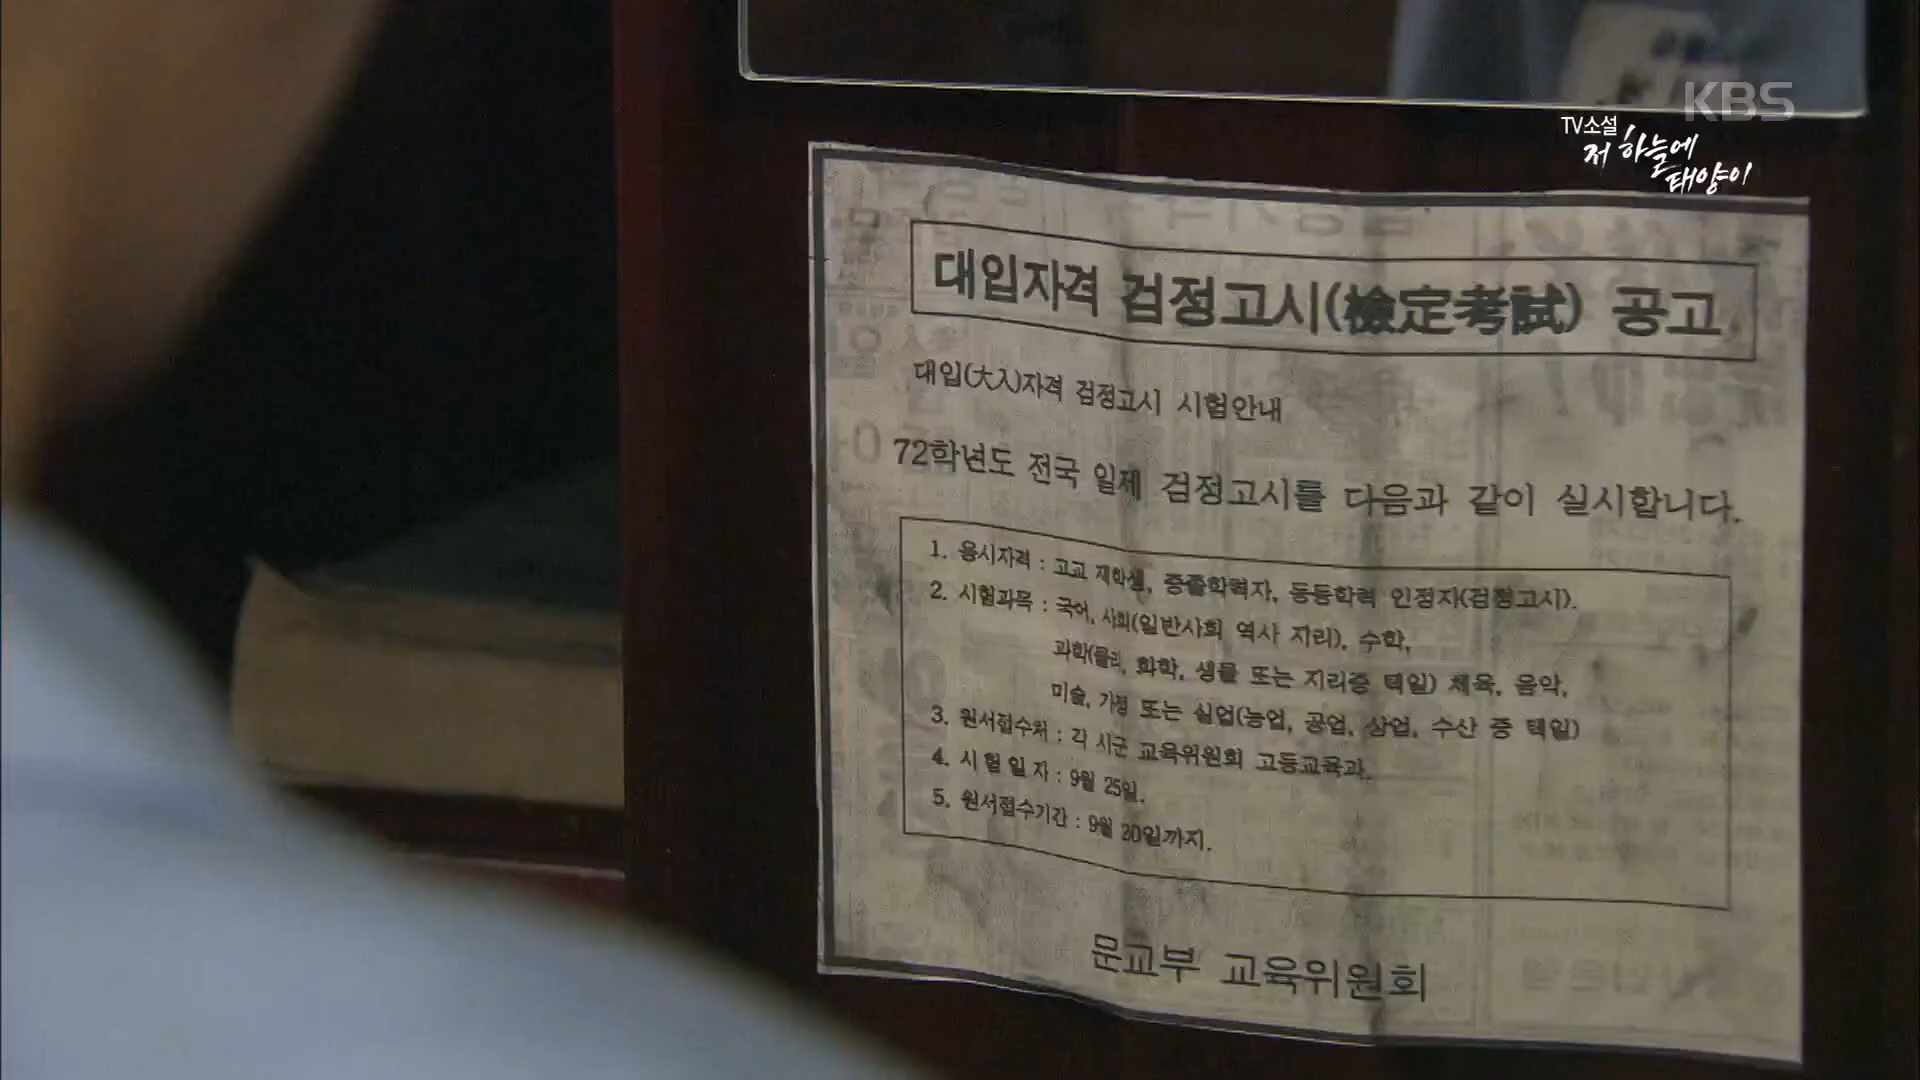 KBS
TV소설
저 하늘에
태양이
대입자격 검정고시(檢定考試) 공고
대입(大入)자격 검정고시 시험안내
72학년도 전국 일제 검정고시를 다음과 같이 실시합니다.
1. 응시자격 : 고교 재학생, 중졸학력자, 동등학력 인정자(검정고시).
2. 시험과목 : 국어, 사회(일반사회 역사 지리), 수학,
과학(물리, 화학, 생물 또는 지리중 택일) 체육, 음악,
미술, 가정 또는 실업(농업, 공업, 상업, 수산 중 택일)
3. 원서접수처 : 각 시군 교육위원회 고등교육과.
4. 시 험 일 자 : 9월 25일.
5. 원서접수기간 : 9월 20일까지.
문교부 교육위원회